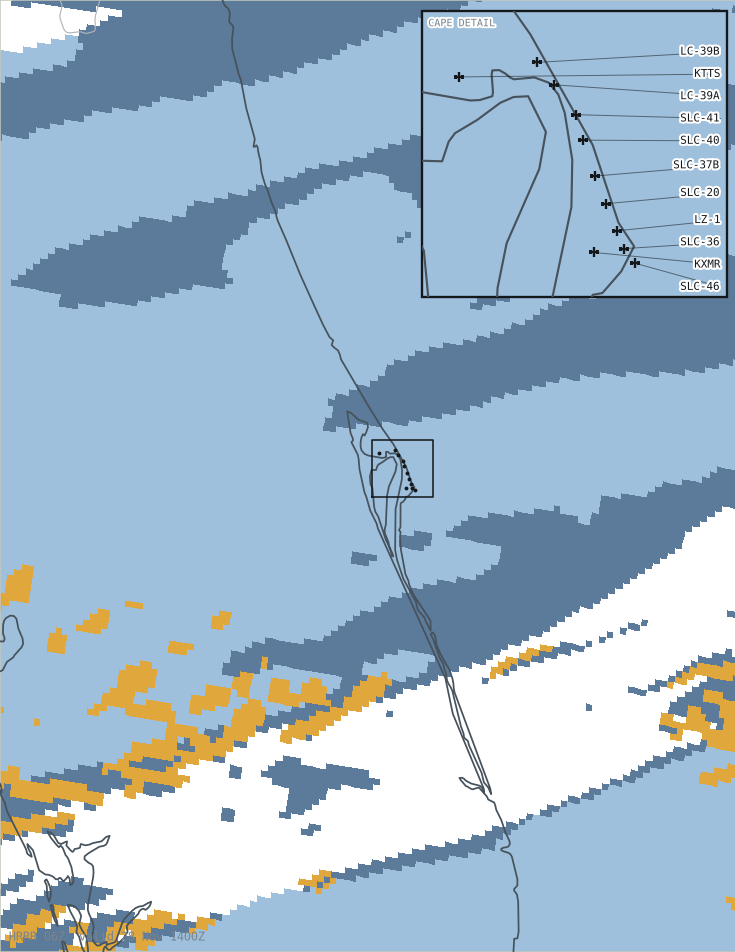 CAPE DETAIL
LC-39B
KTTS
LC-39A
SLC-41
SLC-40
SLC-37B
SLC-20
LZ-1
SLC-36
KXMR
SLC-46
1400Z